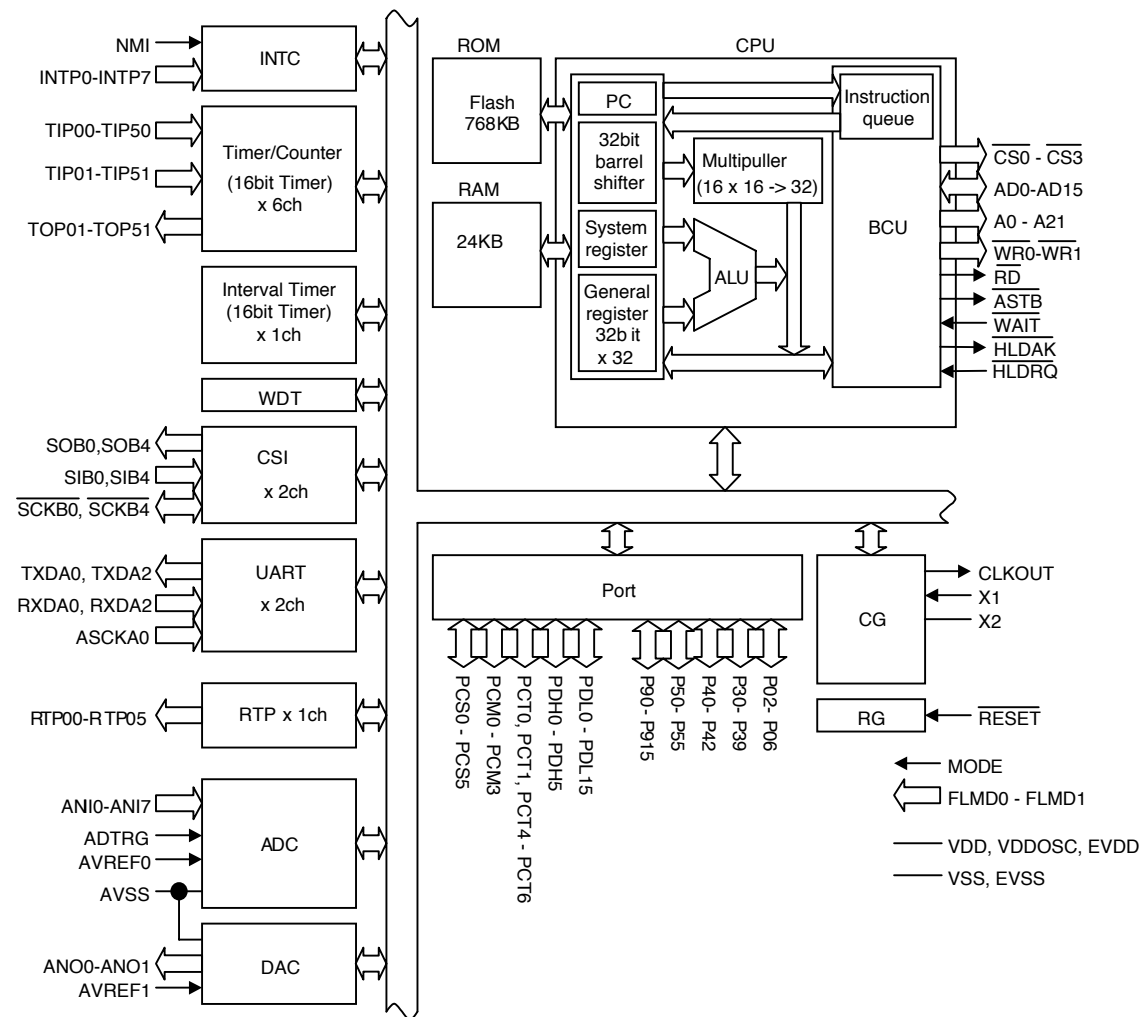 NMI
INTP0-INTP7
INTC
TIP00-TIP50
TIP01-TIP51
TOP01-TOP51
Timer/Counter
(16bit Timer)
x 6ch
Interval Timer
(16bit Timer)
x 1ch
WDT
SOB0,SOB4
SIB0,SIB4
SCKB0, SCKB4
CSI
x 2ch
TXDA0, TXDA2
RXDA0, RXDA2
ASCKA0
UART
x 2ch
RTP00-RTP05
RTP x 1ch
ANI0-ANI7
ADTRG
AVREF0
AVSS
ADC
ANO0-ANO1
AVREF1
DAC
ROM
Flash
768KB
RAM
24KB
CPU
PC
32bit
barrel
shifter
System
register
General
register
32b it
x 32
Multipuller
(16 x 16 -> 32)
ALU
Instruction
queue
BCU
CS0 - CS3
AD0-AD15
A0 - A21
WR0-WR1
RD
ASTB
WAIT
HLDAK
HLDRQ
Port
PCS0 - PCS5
PCM0 - PCM3
PCT0, PCT1, PCT4 - PCT6
PDH0 - PDH5
PDL0 - PDL15
P90- P915
P50- P55
P40- P42
P30- P39
P02- P06
CG
CLKOUT
X1
X2
RG
RESET
MODE
FLMD0 - FLMD1
VDD, VDDOSC, EVDD
VSS, EVSS